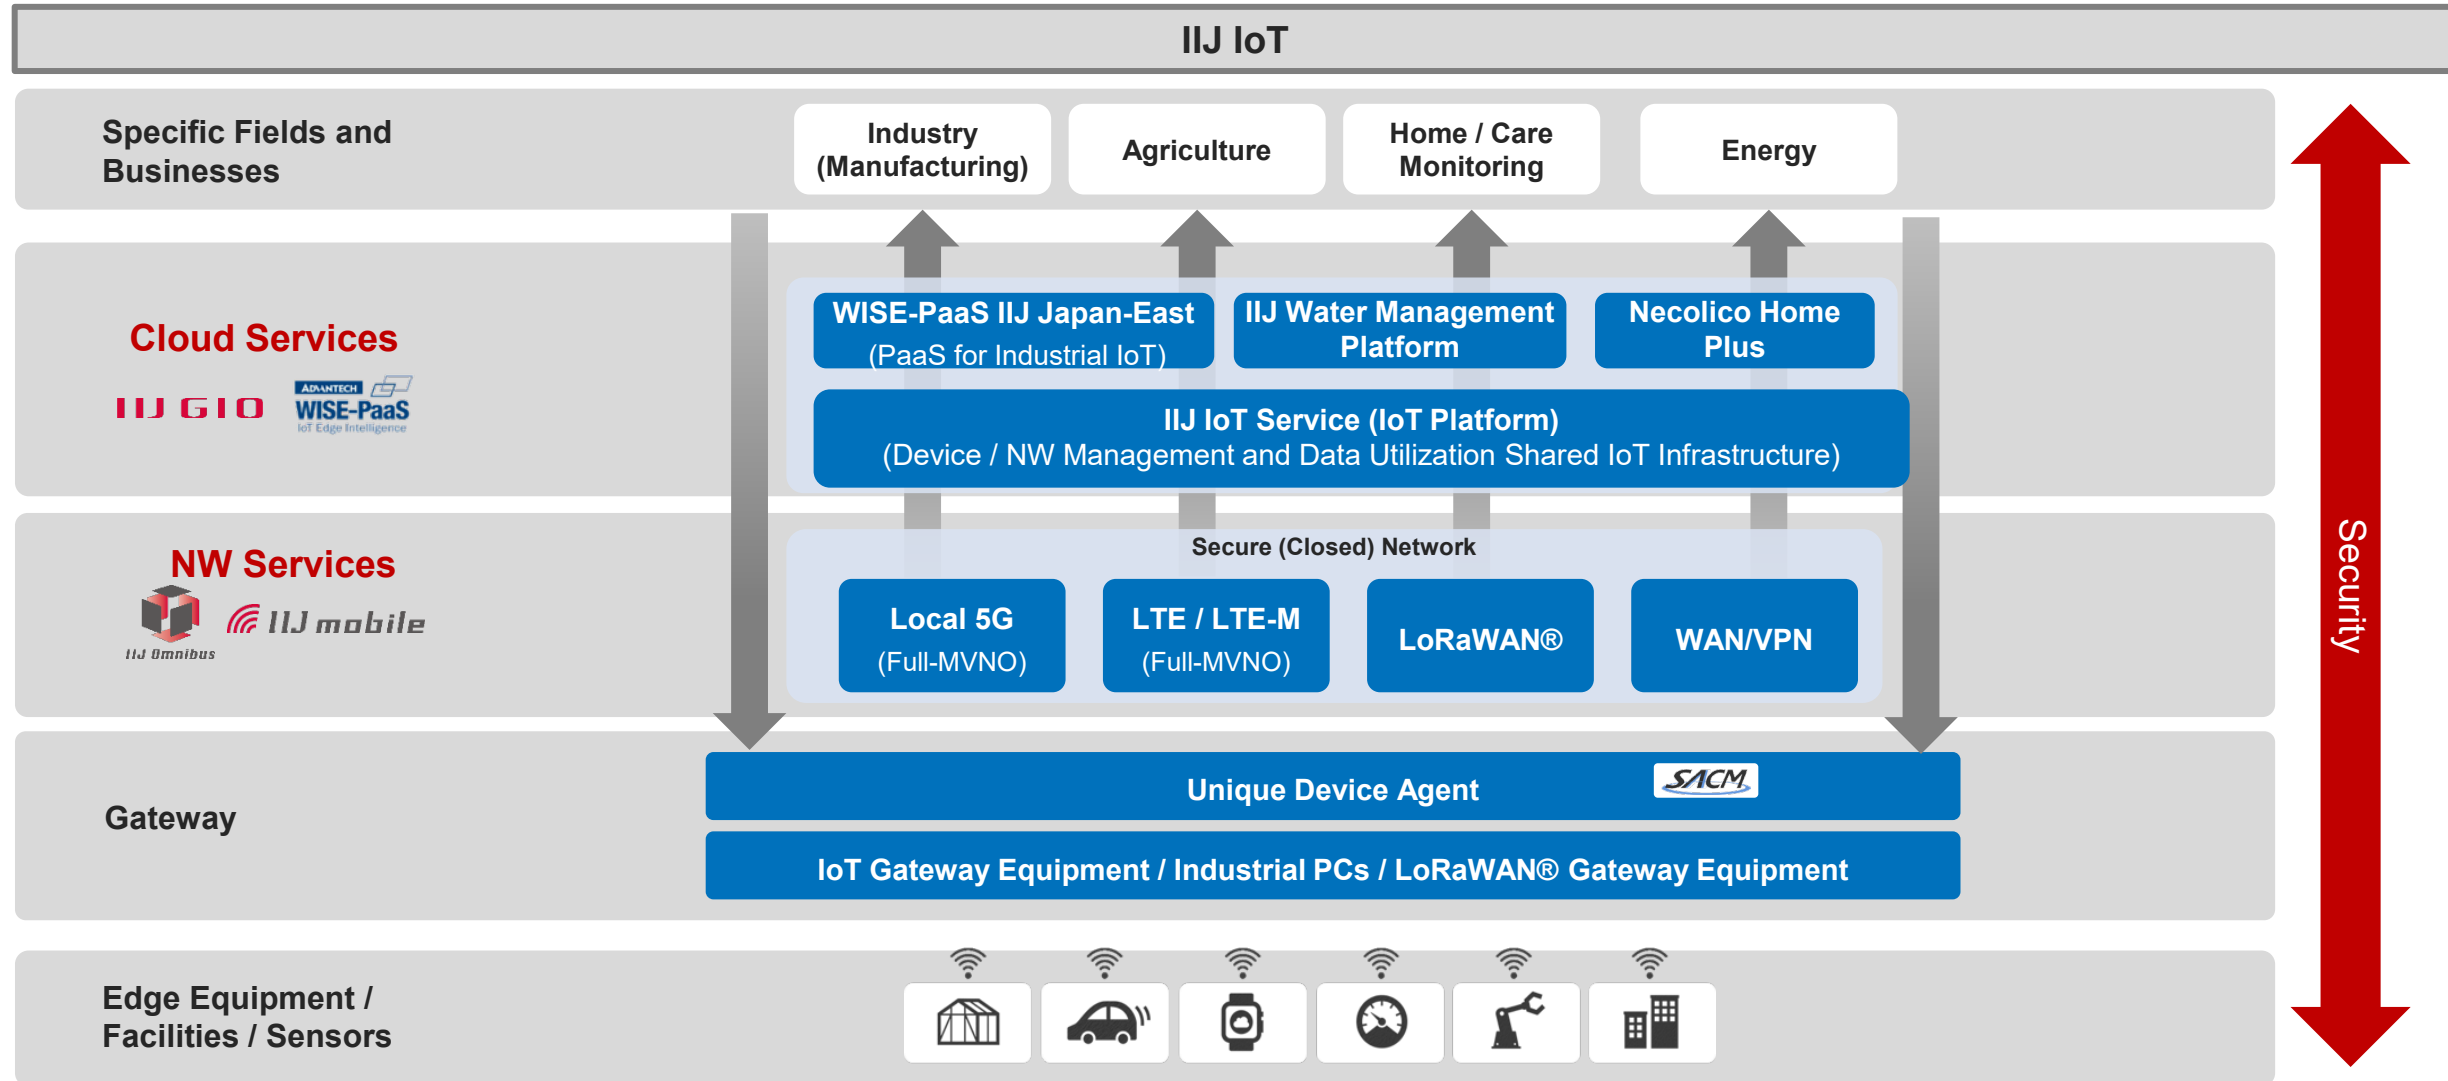 IIJ IoT
Specific Fields and
Businesses
Industry
(Manufacturing)
Agriculture
Home / Care
Monitoring
Energy
Cloud Services
IIJ GIO
ADVANTECH
WISE-PaaS
IoT Edge Intelligence
WISE-PaaS IIJ Japan-East
(PaaS for Industrial IoT)
IIJ Water Management
Platform
Necolico Home
Plus
IIJ IoT Service (IoT Platform)
(Device / NW Management and Data Utilization Shared IoT Infrastructure)
NW Services
IIJ Omnibus
IIJ mobile
Secure (Closed) Network
Local 5G
(Full-MVNO)
LTE / LTE-M
(Full-MVNO)
LoRaWAN®
WAN/VPN
Security
Gateway
Unique Device Agent
SACM
IoT Gateway Equipment / Industrial PCs / LoRaWAN® Gateway Equipment
Edge Equipment /
Facilities / Sensors